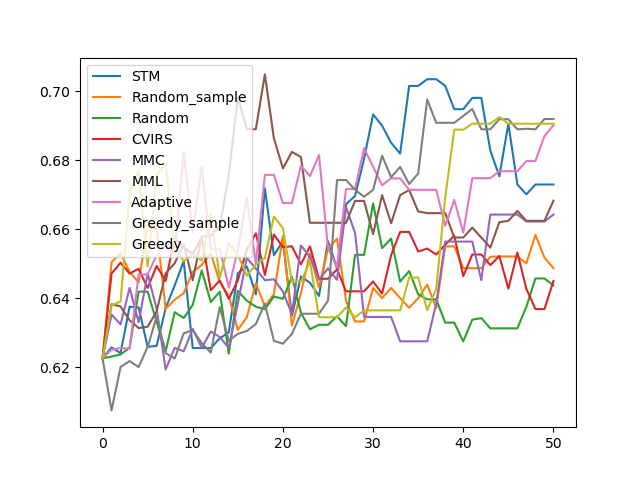 0.70
0.68
0.66
0.64
0.62
0
10
20
30
40
50
STM
Random_sample
Random
CVIRS
MMC
MML
Adaptive
Greedy_sample
Greedy